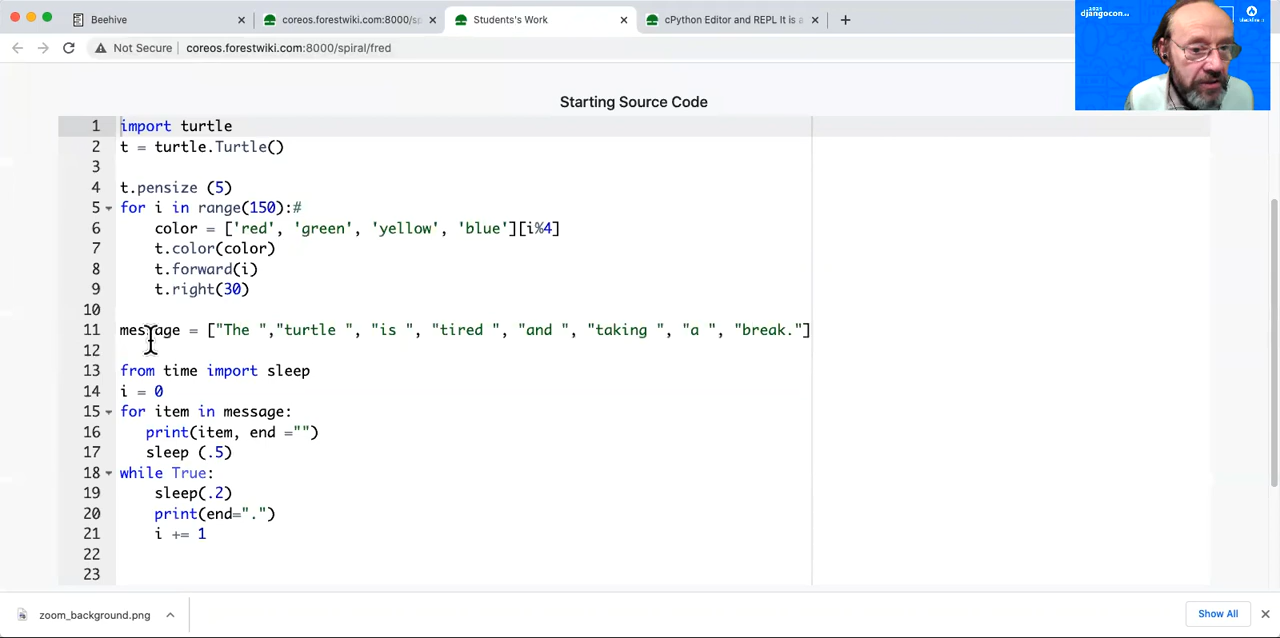 Beehive
coreos.forestwiki.com:8000/sp
Students's Work
cPython Editor and REPL It is a
Not Secure
coreos.forestwiki.com:8000/spiral/fred
2021
djangocon
Starting Source Code
1 import turtle
2 t = turtle.Turtle()
3
4 t.pensize (5)
5 for i in range(150):#
6 color = ['red', 'green', 'yellow', 'blue'][i%4]
7 t.color(color)
8 t.forward(i)
9 t.right(30)
10
11 message = ["The ","turtle ", "is ", "tired ", "and ", "taking ", "a ", "break."]
12
13 from time import sleep
14 i = 0
15 for item in message:
16 print(item, end ="")
17 sleep (.5)
18 while True:
19 sleep(.2)
20 print(end=".")
21 i += 1
22
23
zoom_background.png
Show All